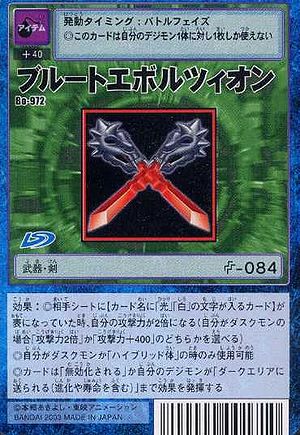 アイテム
+40
発動タイミング：バトルフェイズ
◎このカードは自分のデジモン1体に対し1枚しか使えない
ブルートエボルツィオン
Bo-972
武器・剣
-084
効果：◎相手シートに【カード名に「光」「白」の文字が入るカード】が
表になっていた時、自分の攻撃力が2倍になる(自分がダスクモンの
場合「攻撃力2倍」か「攻撃力+400」のどちらかを選べる)
◎自分がダスクモンか「ハイブリッド体」の時のみ使用可能
◎カードは「無効化される」か自分のデジモンが「ダークエリアに
送られる(進化や寿命を含む)」まで効果を発揮する
©本郷あきよし・東映アニメーション
BANDAI 2003 MADE IN JAPAN